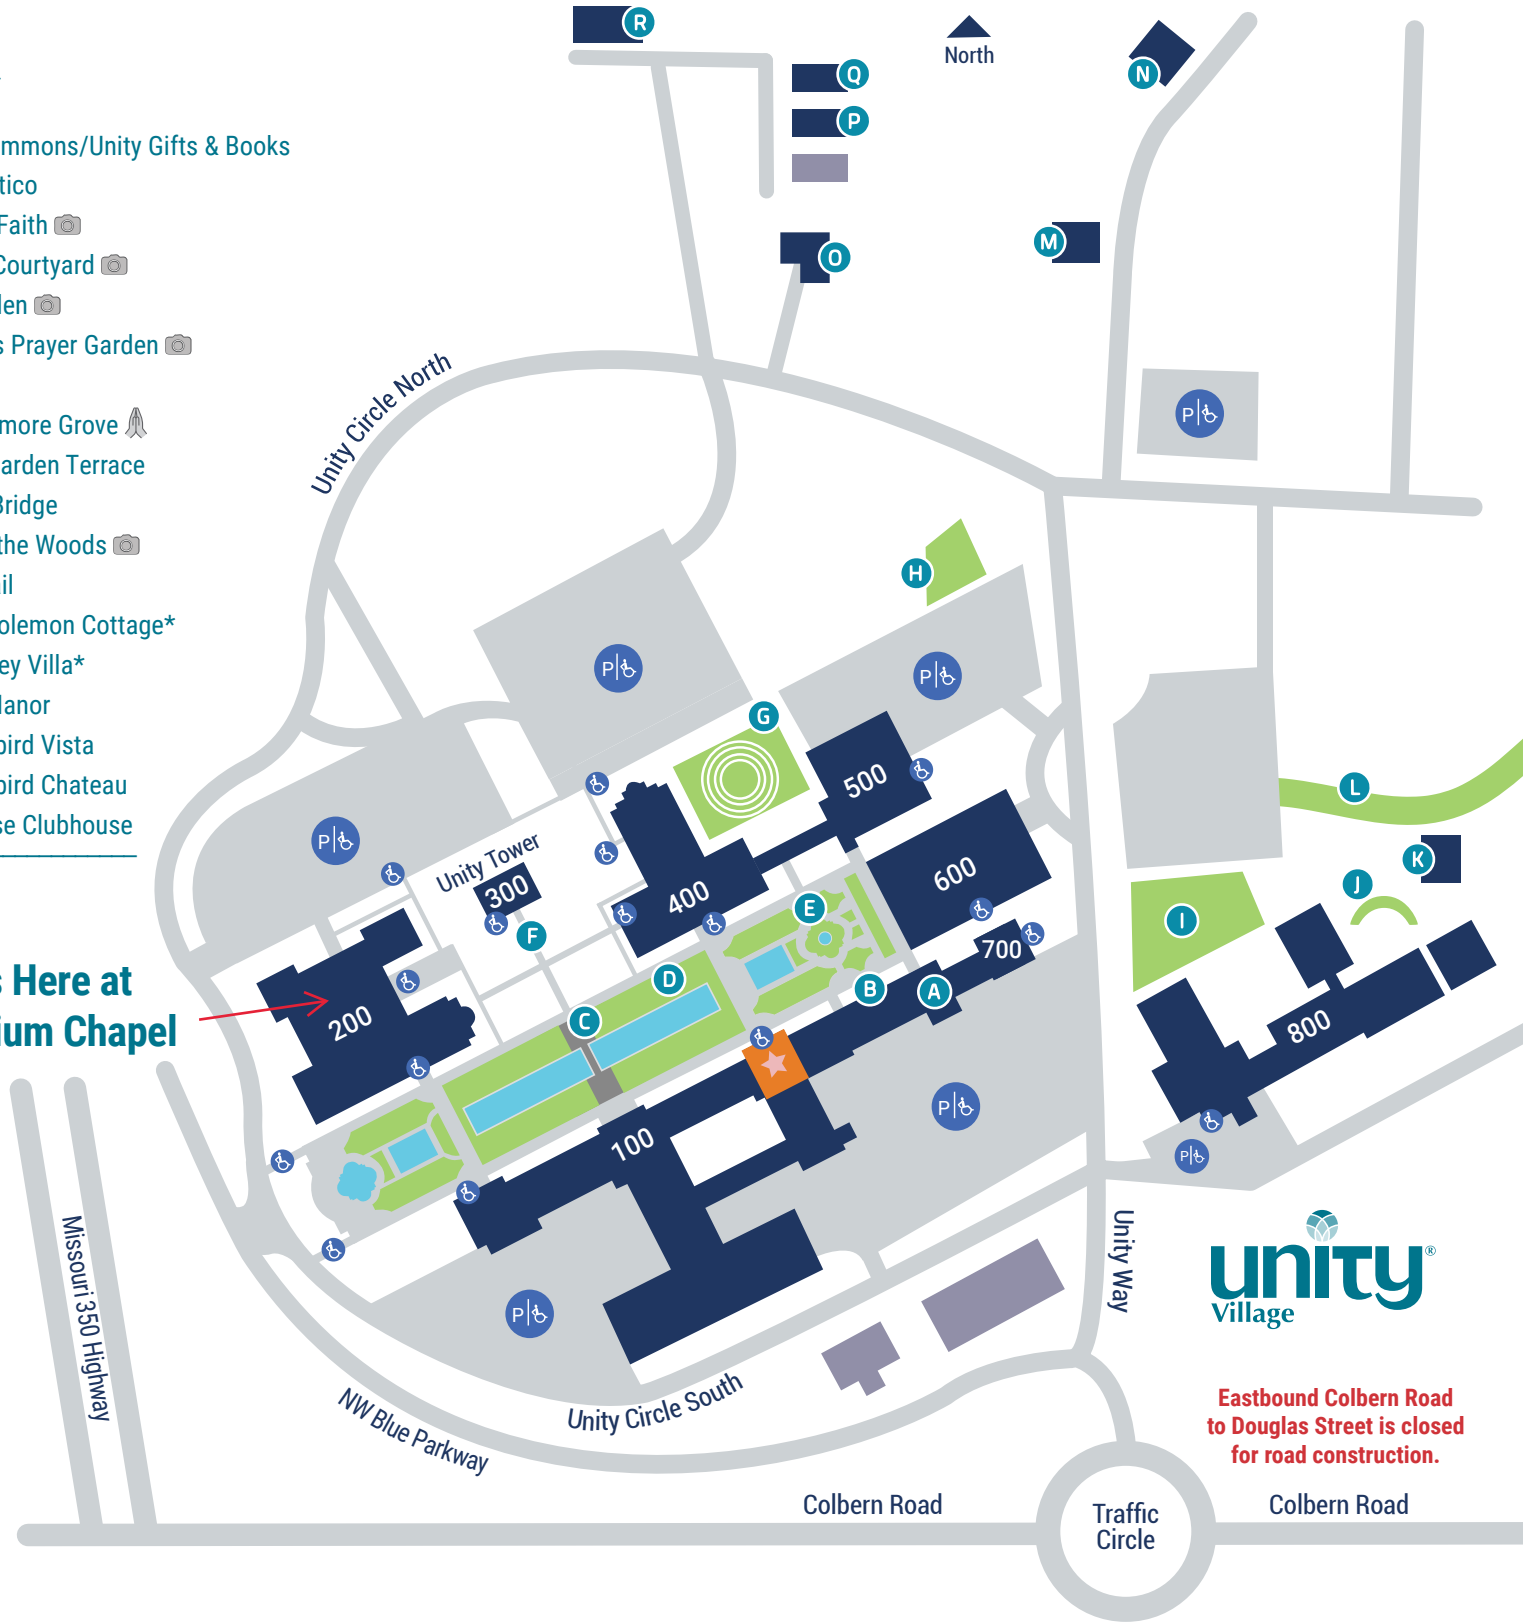 mmons/Unity Gifts & Books
tico
Faith
Courtyard
len
s Prayer Garden
more Grove
arden Terrace
Bridge
the Woods
ail
olemon Cottage*
ey Villa*
Manor
bird Vista
bird Chateau
se Clubhouse
s Here at
ium Chapel
R
Q
P
North
N
M
O
Unity Circle North
P
H
P
P
G
500
L
P
Unity Tower
300
400
600
K
J
E
I
F
700
D
B
A
200
C
800
100
P
P
P
Missouri 350 Highway
NW Blue Parkway
Unity Circle South
Unity Way
unity®
Village
Eastbound Colbern Road
to Douglas Street is closed
for road construction.
Colbern Road
Traffic
Circle
Colbern Road